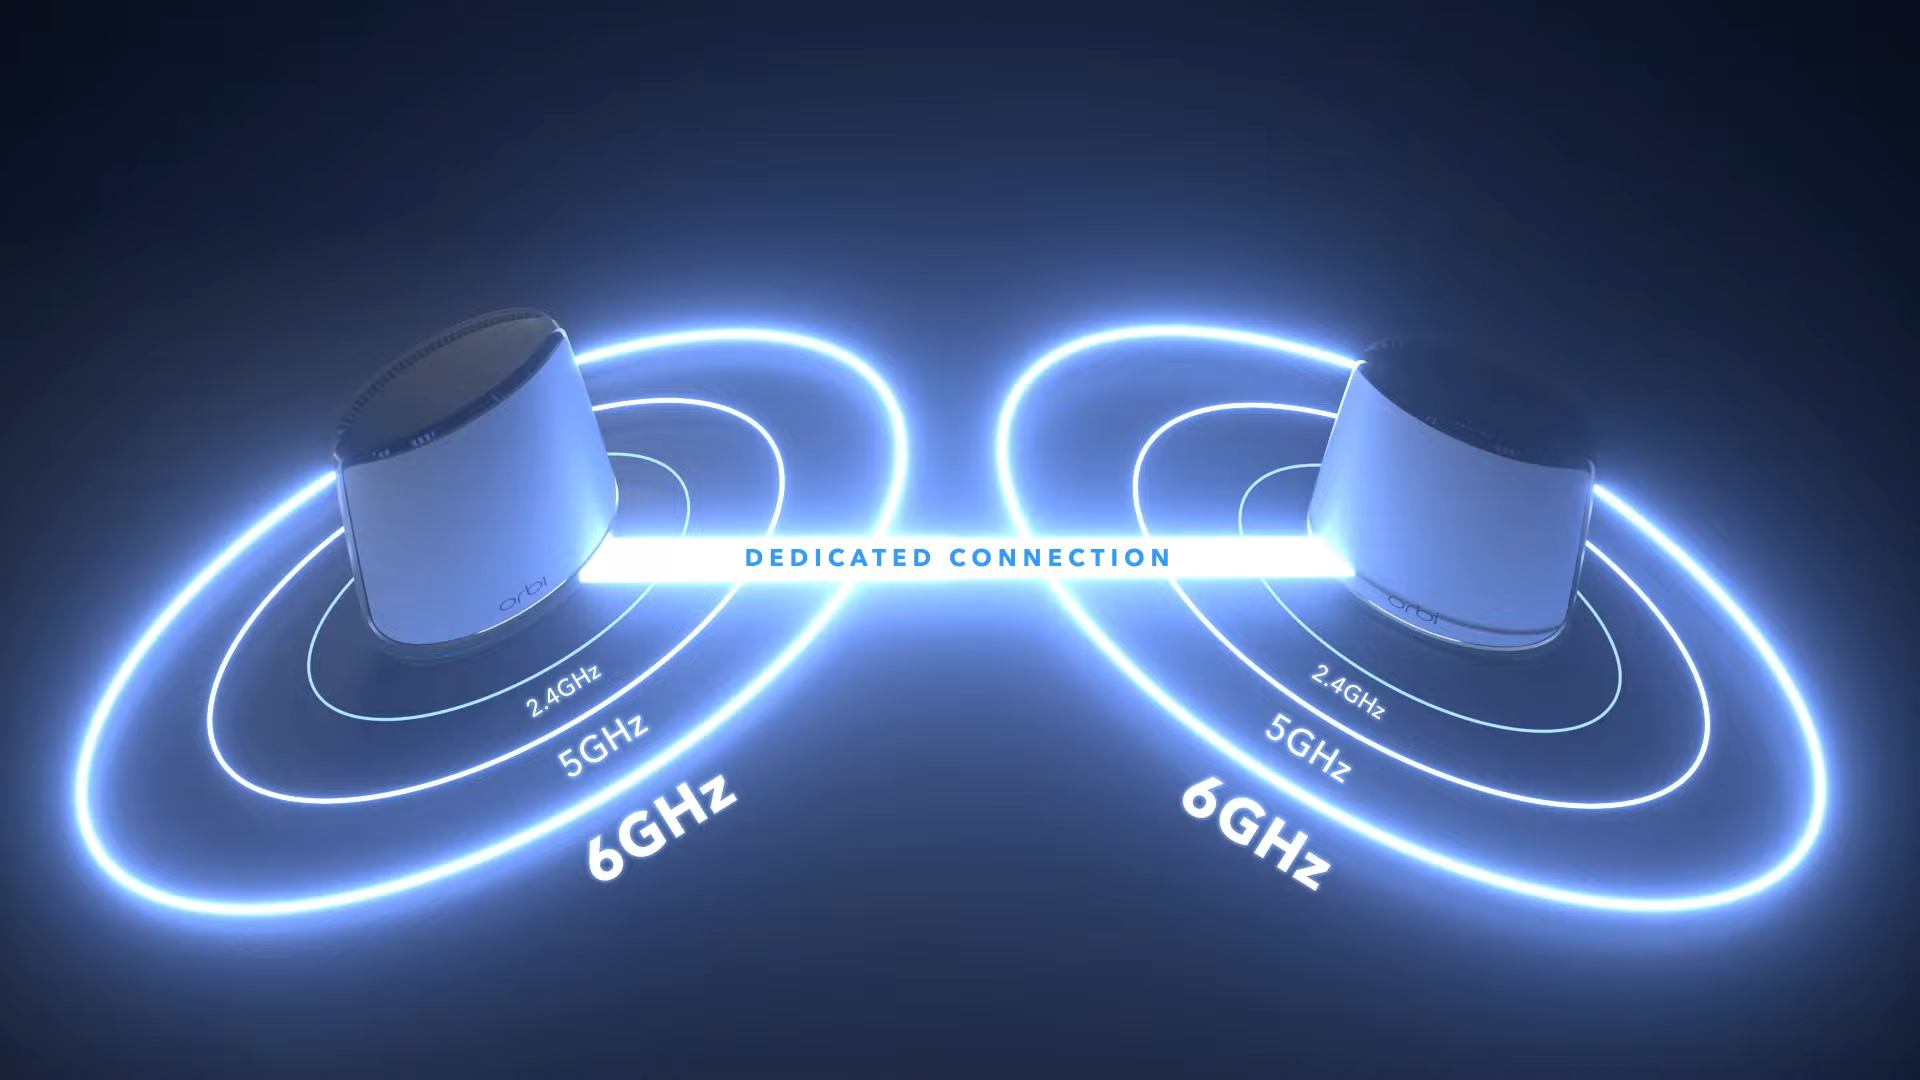 DEDICATED CONNECTION
orbi
orbi
2.4GHz
5GHz
6GHz
2.4GHz
5GHz
6GHz